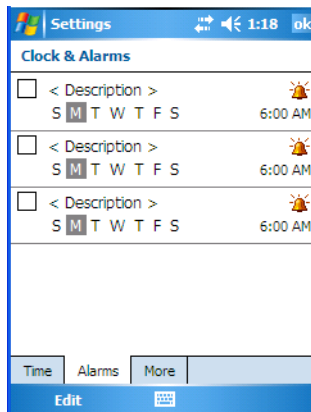 Settings 1:18 ok
Clock & Alarms
< Description >
S M T W T F S 6:00 AM
< Description >
S M T W T F S 6:00 AM
< Description >
S M T W T F S 6:00 AM
Time Alarms More
Edit